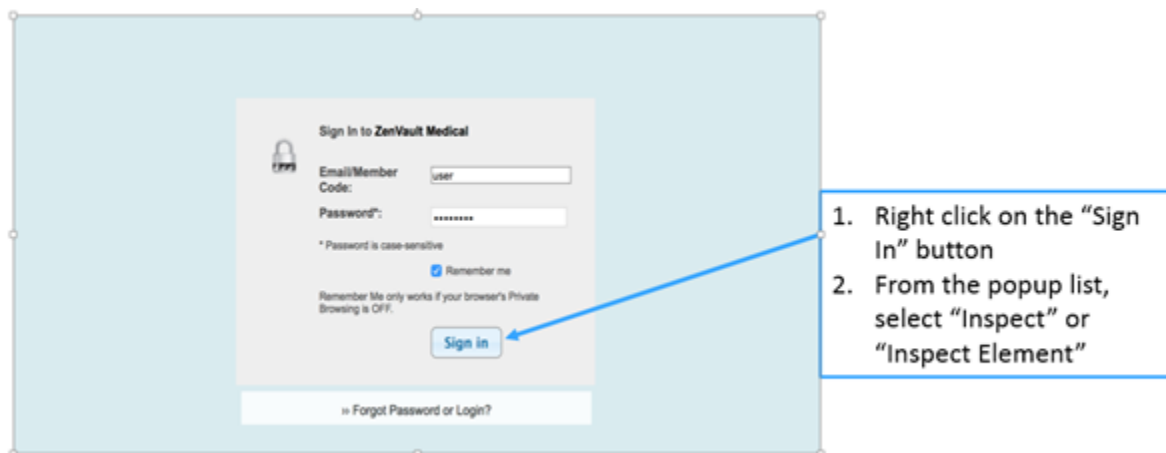 Sign In to ZenVault Medical
Email/Member
Code:
user
Password*:
••••••••
* Password is case-sensitive
Remember me
Remember Me only works if your browser's Private
Browsing is OFF.
Sign in
›› Forgot Password or Login?
1. Right click on the “Sign
In” button
2. From the popup list,
select “Inspect” or
“Inspect Element”